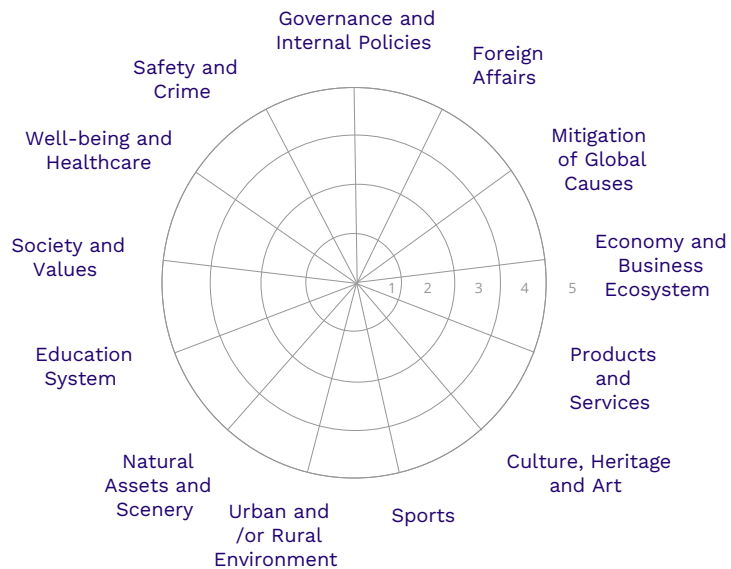 Governance and
Internal Policies
Foreign
Affairs
Mitigation
of Global
Causes
Economy and
Business
Ecosystem
Products
and
Services
Culture, Heritage
and Art
Sports
Urban and
/or Rural
Environment
Natural
Assets and
Scenery
Education
System
Society and
Values
Well-being and
Healthcare
Safety and
Crime
1 2 3 4 5